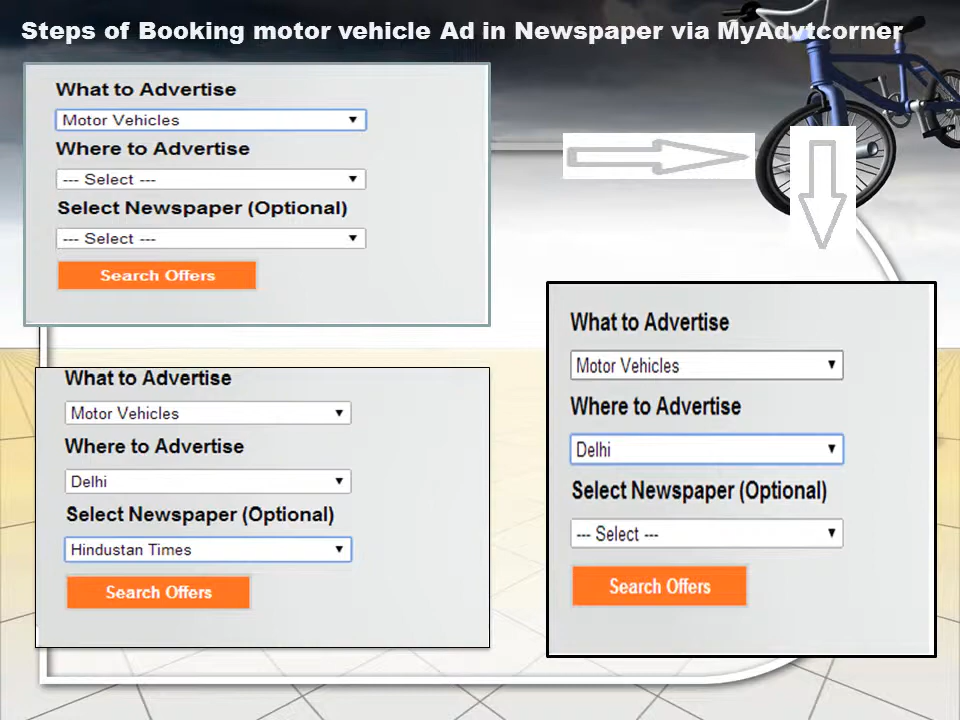 Steps of Booking motor vehicle Ad in Newspaper via MyAdvtcorner
What to Advertise
Motor Vehicles
Where to Advertise
--- Select ---
Select Newspaper (Optional)
--- Select ---
Search Offers
What to Advertise
Motor Vehicles
Where to Advertise
Delhi
Select Newspaper (Optional)
--- Select ---
Search Offers
What to Advertise
Motor Vehicles
Where to Advertise
Delhi
Select Newspaper (Optional)
Hindustan Times
Search Offers